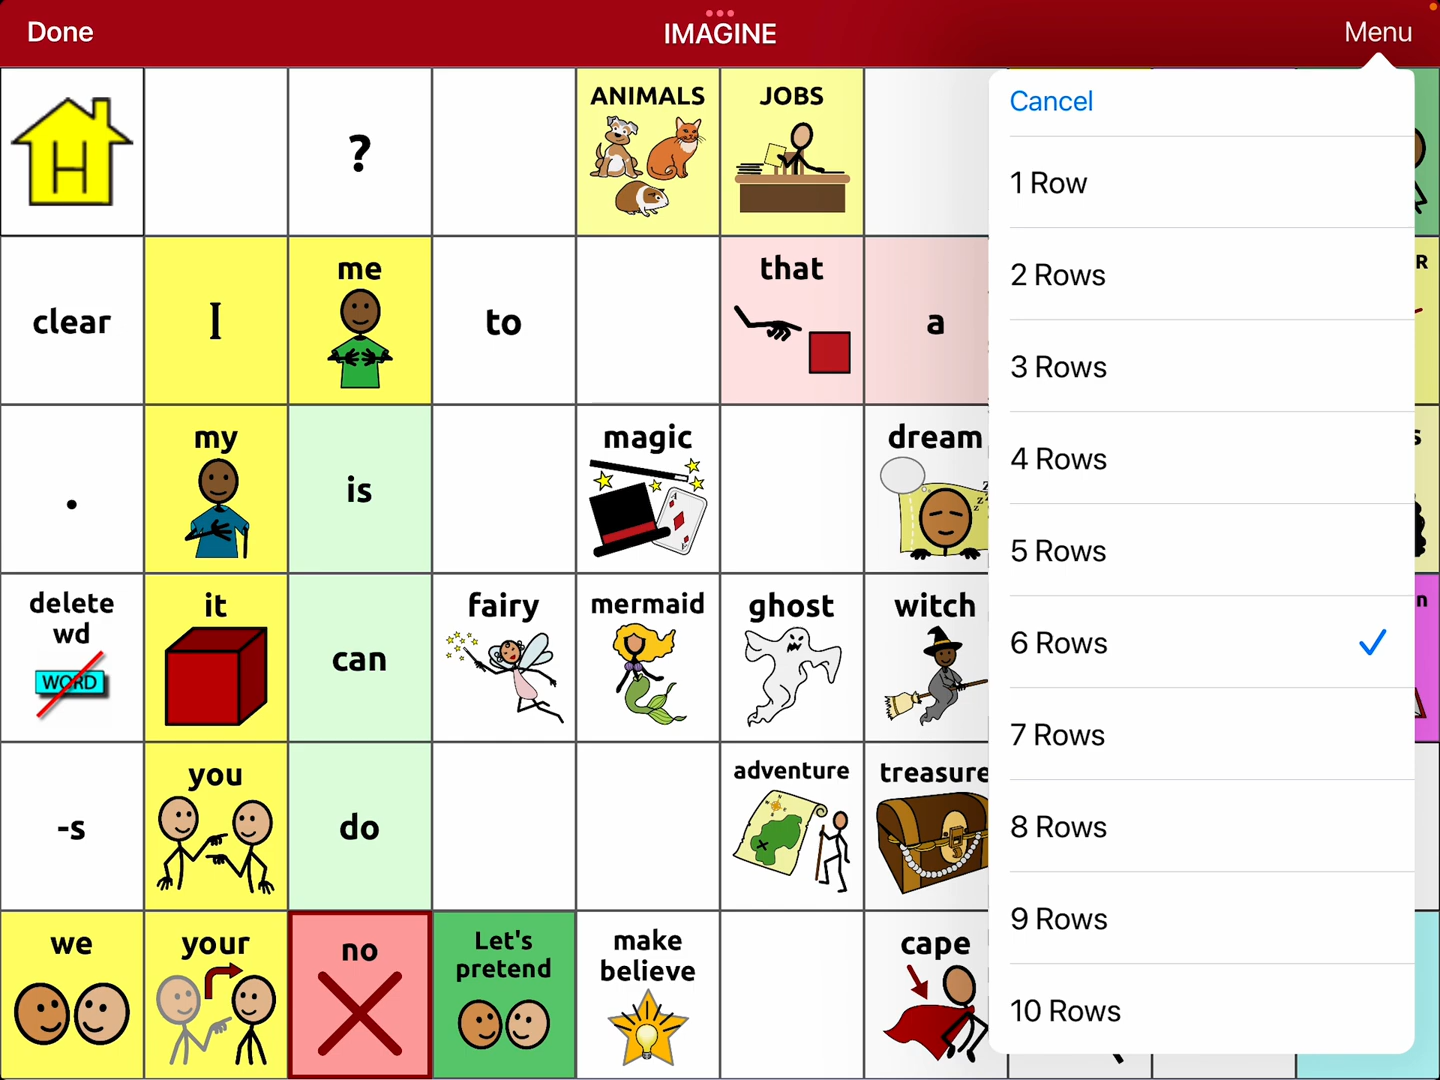 Done
IMAGINE
Menu
H
?
ANIMALS
JOBS
Cancel
1 Row
2 Rows
3 Rows
4 Rows
5 Rows
6 Rows
7 Rows
8 Rows
9 Rows
10 Rows
clear
I
me
to
that
a
R
.
my
is
magic
A
dream
z
z
z
s
delete
wd
WORD
it
can
fairy
mermaid
ghost
witch
n
-s
you
do
adventure
treasure
we
your
no
Let's
pretend
make
believe
cape